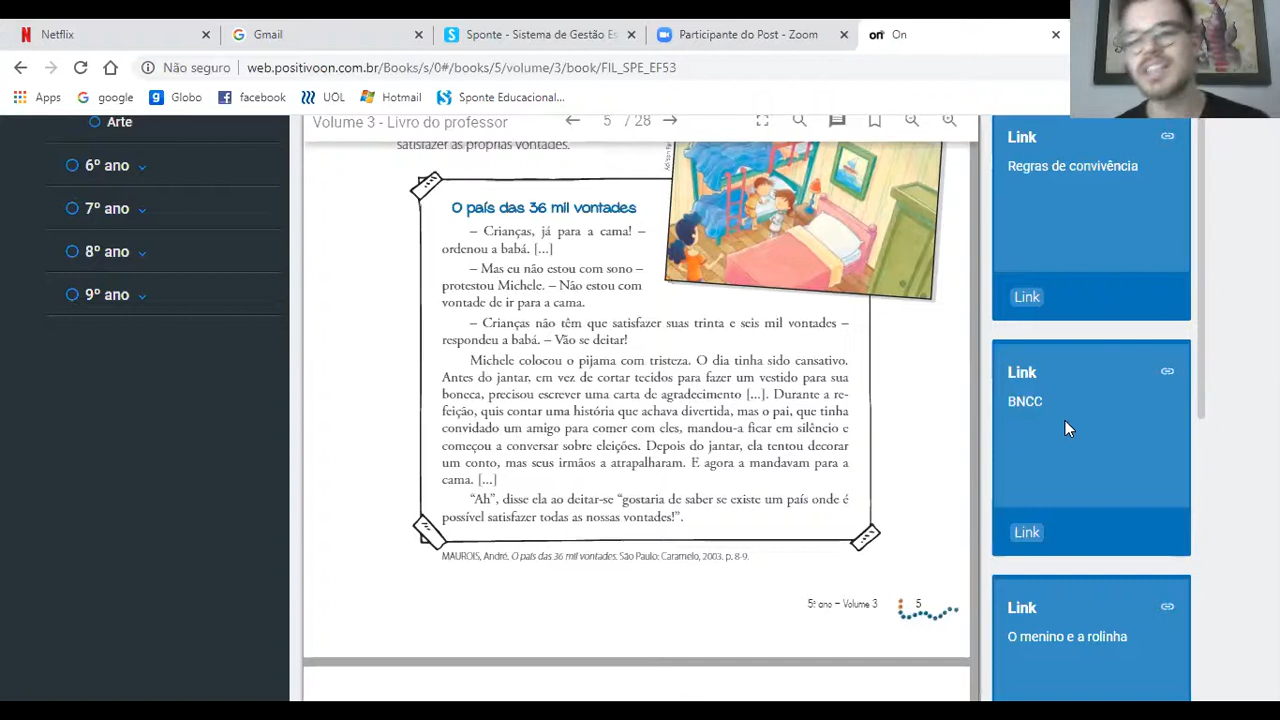 Netflix
Gmail
Sponte - Sistema de Gestão Es
Participante do Post - Zoom
on
On
Não seguro
web.positivoon.com.br/Books/s/0#/books/5/volume/3/book/FIL_SPE_EF53
Apps
google
Globo
facebook
UOL
Hotmail
Sponte Educacional...
Arte
6º ano
7º ano
8º ano
9º ano
Volume 3 - Livro do professor
5 / 28
satisfazer as próprias vontades.
O país das 36 mil vontades
– Crianças, já para a cama! –
ordenou a babá. [...]
– Mas eu não estou com sono –
protestou Michele. – Não estou com
vontade de ir para a cama.
– Crianças não têm que satisfazer suas trinta e seis mil vontades –
respondeu a babá. – Vão se deitar!
Michele colocou o pijama com tristeza. O dia tinha sido cansativo.
Antes do jantar, em vez de cortar tecidos para fazer um vestido para sua
boneca, precisou escrever uma carta de agradecimento [...]. Durante a re-
feição, quis contar uma história que achava divertida, mas o pai, que tinha
convidado um amigo para comer com eles, mandou-a ficar em silêncio e
começou a conversar sobre eleições. Depois do jantar, ela tentou decorar
um conto, mas seus irmãos a atrapalharam. E agora a mandavam para a
cama. [...]
“Ah”, disse ela ao deitar-se “gostaria de saber se existe um país onde é
possível satisfazer todas as nossas vontades!”.
MAUROIS, André. O país das 36 mil vontades. São Paulo: Caramelo, 2003. p. 8-9.
5º ano – Volume 3
5
Link
Regras de convivência
Link
Link
BNCC
Link
Link
O menino e a rolinha